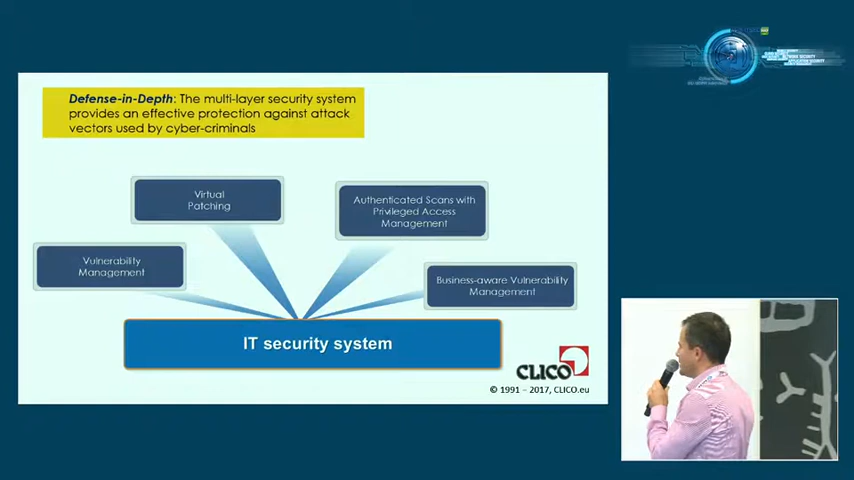 Defense-in-Depth: The multi-layer security system
provides an effective protection against attack
vectors used by cyber-criminals
Virtual
Patching
Authenticated Scans with
Privileged Access
Management
Vulnerability
Management
Business-aware Vulnerability
Management
IT security system
CLICO
© 1991 – 2017, CLICO.eu